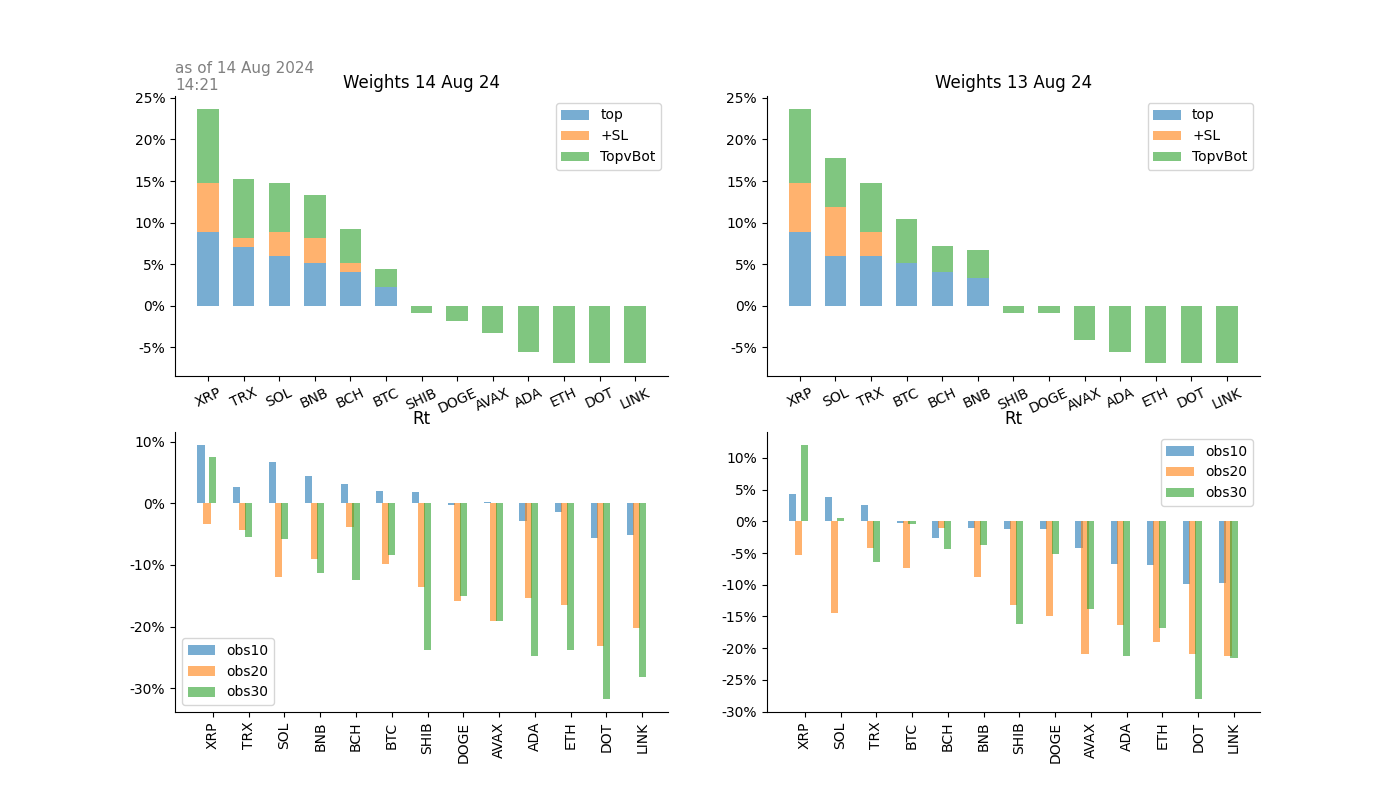 as of 14 Aug 2024
14:21
Weights 14 Aug 24
25%
20%
15%
10%
5%
0%
-5%
top
+SL
TopvBot
XRP TRX SOL BNB BCH BTC SHIB DOGE AVAX ADA ETH DOT LINK
Weights 13 Aug 24
25%
20%
15%
10%
5%
0%
-5%
top
+SL
TopvBot
XRP SOL TRX BTC BCH BNB SHIB DOGE AVAX ADA ETH DOT LINK
Rt
10%
0%
-10%
-20%
-30%
obs10
obs20
obs30
XRP TRX SOL BNB BCH BTC SHIB DOGE AVAX ADA ETH DOT LINK
Rt
10%
5%
0%
-5%
-10%
-15%
-20%
-25%
-30%
obs10
obs20
obs30
XRP SOL TRX BTC BCH BNB SHIB DOGE AVAX ADA ETH DOT LINK